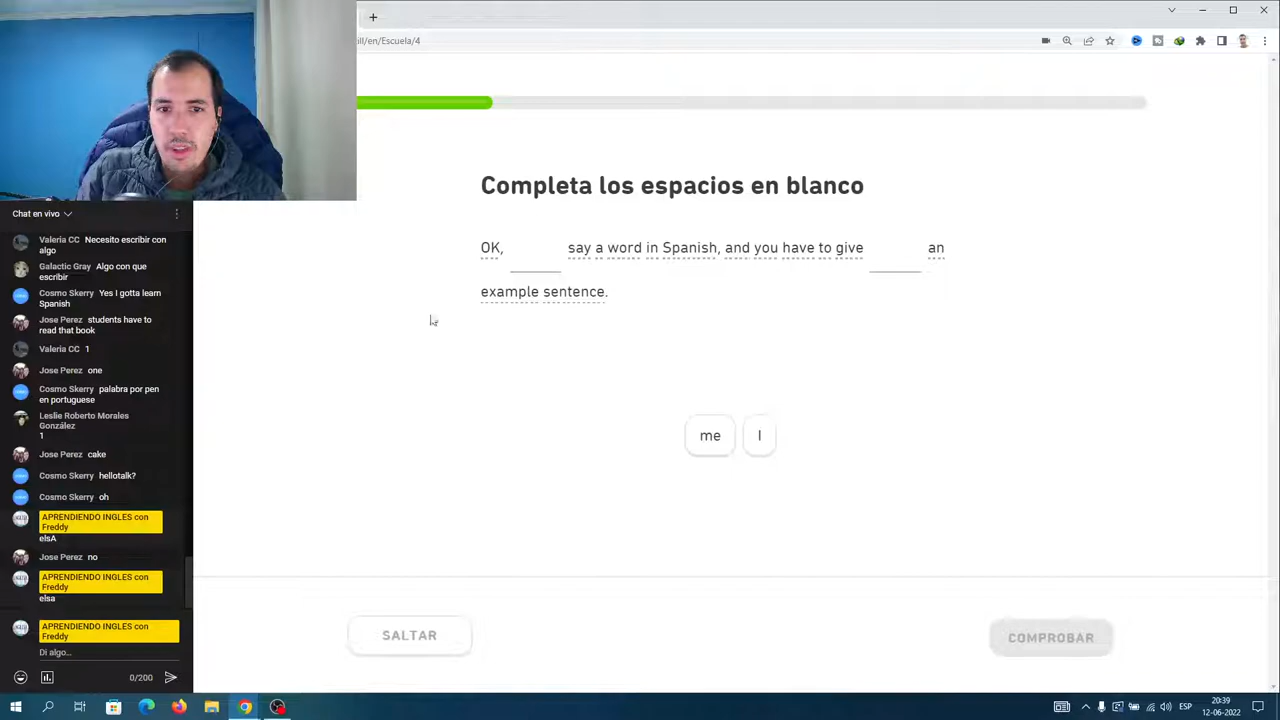 ill/en/Escuela/4
Completa los espacios en blanco
OK, say a word in Spanish, and you have to give an
example sentence.
me
I
SALTAR
COMPROBAR
Chat en vivo
Valeria CC Necesito escribir con
algo
Galactic Gray Algo con que
escribir
Cosmo Skerry Yes I gotta learn
Spanish
Jose Perez students have to
read that book
Valeria CC 1
Jose Perez one
Cosmo Skerry palabra por pen
en portuguese
Leslie Roberto Morales
González
1
Jose Perez cake
Cosmo Skerry hellotalk?
Cosmo Skerry oh
APRENDIENDO INGLES con
Freddy
elsA
Jose Perez no
APRENDIENDO INGLES con
Freddy
elsa
APRENDIENDO INGLES con
Freddy
Di algo...
0/200
ESP
20:39
12-06-2022